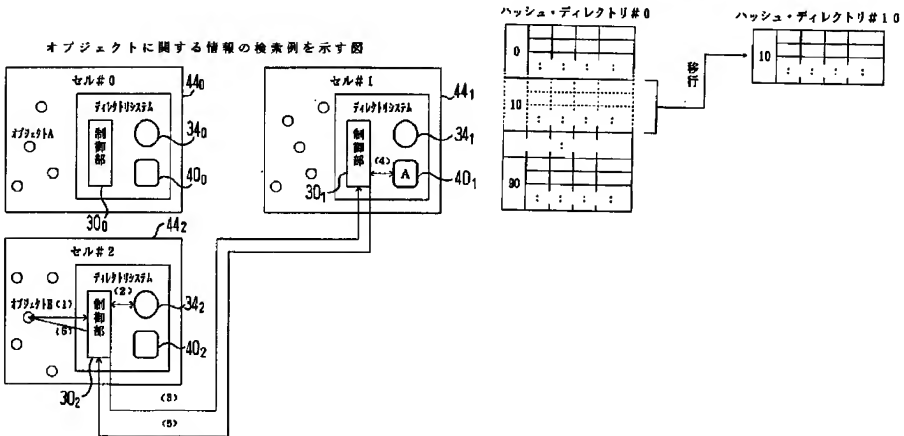 オブジェクトに関する情報の検索例を示す図
セル#0
44₀
ディレクトリシステム
オブジェクトA
制御部
34₀
40₀
30₀
セル#1
44₁
ディレクトリシステム
制御部
34₁
(4)
A
40₁
30₁
44₂
セル#2
ディレクトリシステム
(2)
オブジェクトB(1)
制御部
34₂
(6)
40₂
30₂
(3)
(5)
ハッシュ・ディレクトリ#0
0
10
90
移行
ハッシュ・ディレクトリ#10
10